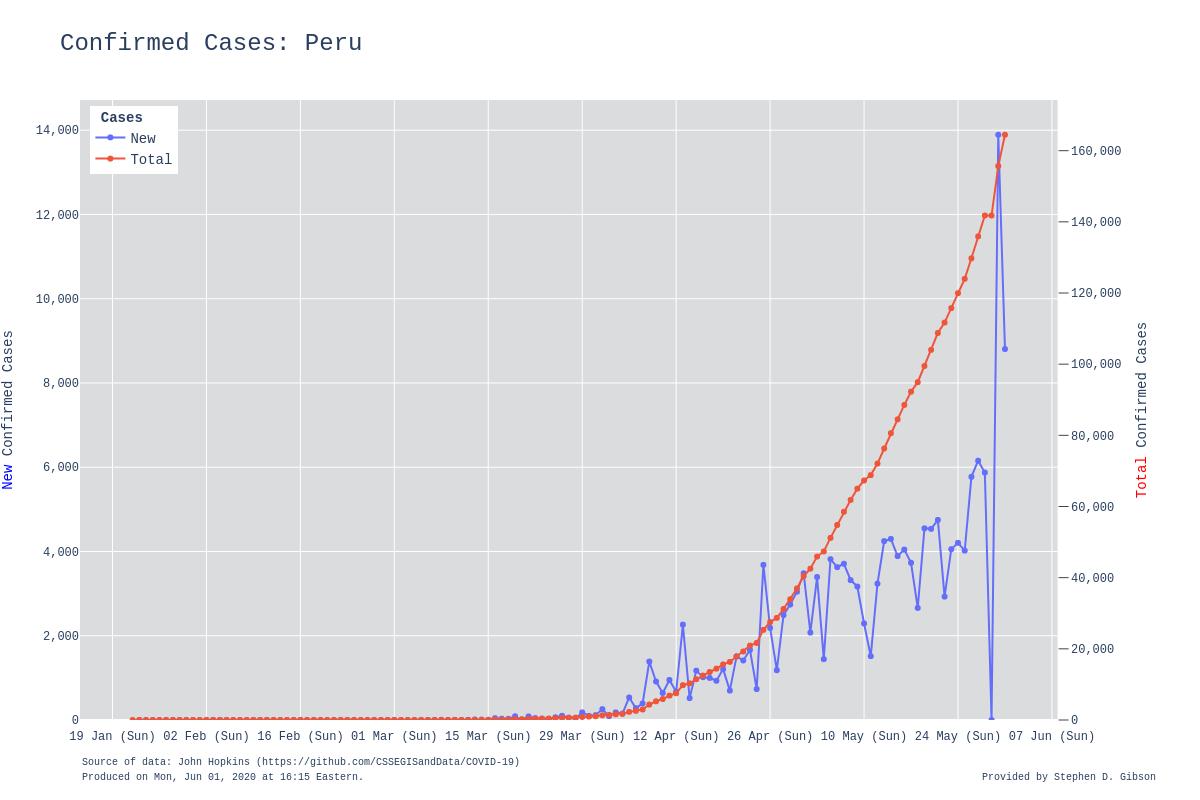 Confirmed Cases: Peru
Cases
New
Total
14,000
12,000
10,000
8,000
6,000
4,000
2,000
0
160,000
140,000
120,000
100,000
80,000
60,000
40,000
20,000
0
New Confirmed Cases
Total Confirmed Cases
19 Jan (Sun) 02 Feb (Sun) 16 Feb (Sun) 01 Mar (Sun) 15 Mar (Sun) 29 Mar (Sun) 12 Apr (Sun) 26 Apr (Sun) 10 May (Sun) 24 May (Sun) 07 Jun (Sun)
Source of data: John Hopkins (https://github.com/CSSEGISandData/COVID-19)
Produced on Mon, Jun 01, 2020 at 16:15 Eastern.
Provided by Stephen D. Gibson